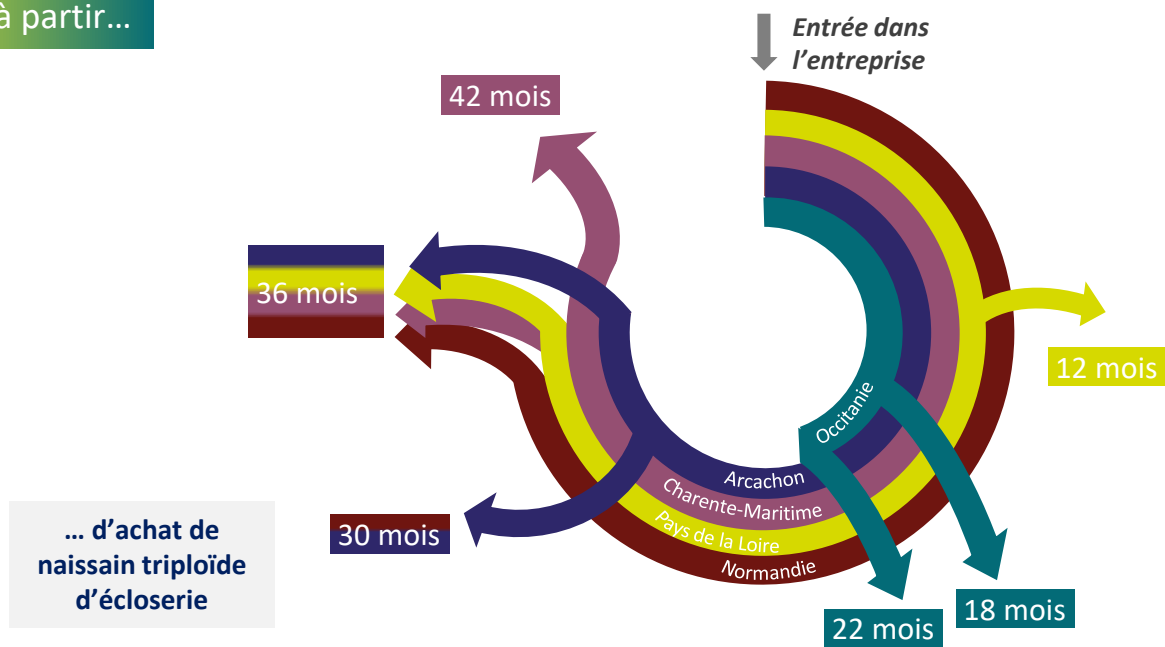 à partir...
Entrée dans
l'entreprise
42 mois
36 mois
12 mois
Occitanie
Arcachon
Charente-Maritime
Pays de la Loire
Normandie
30 mois
... d'achat de
naissain triploïde
d'écloserie
18 mois
22 mois